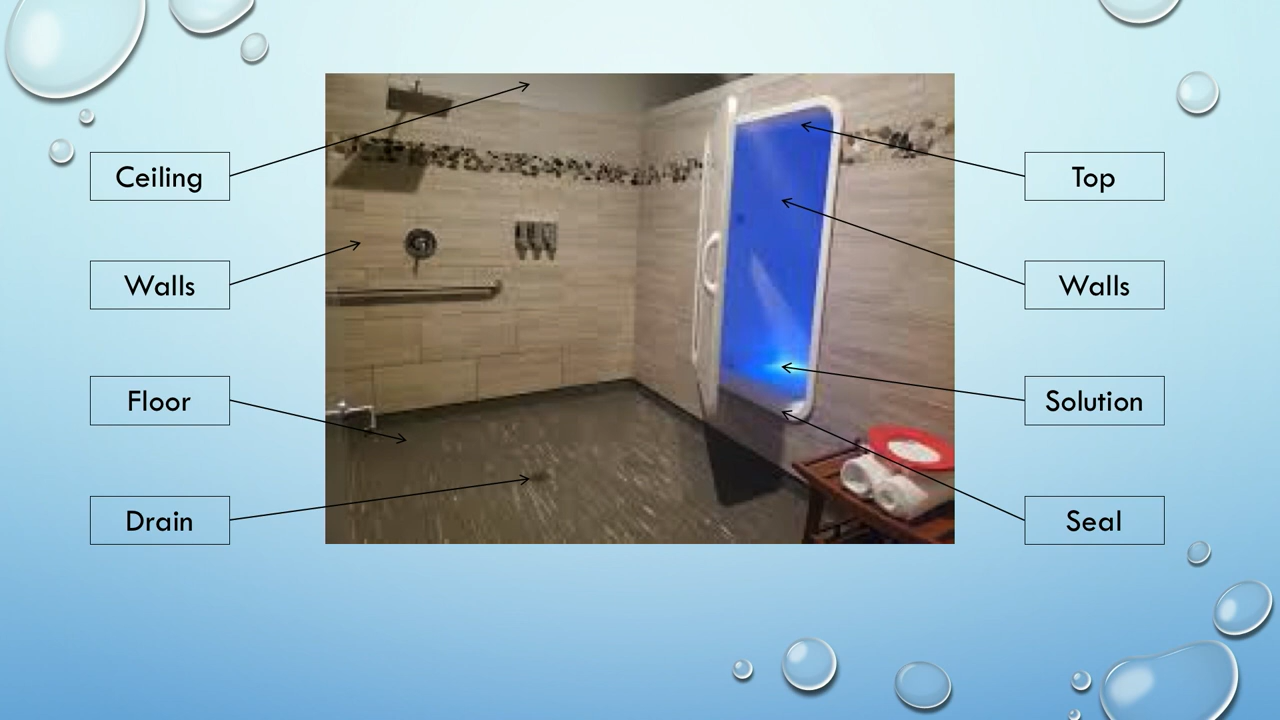 Ceiling
Walls
Floor
Drain
Top
Walls
Solution
Seal